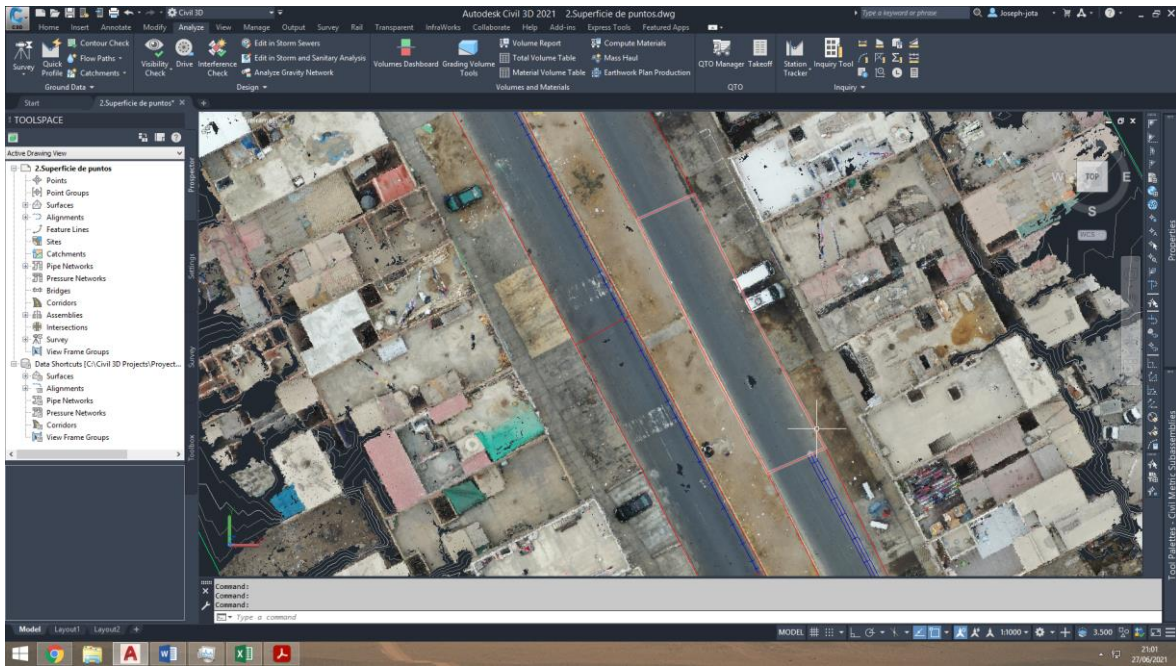 Civil 3D
Autodesk Civil 3D 2021 2.Superficie de puntos.dwg
Type a keyword or phrase
Joseph-jota
Home Insert Annotate Modify Analyze View Manage Output Survey Rail Transparent InfraWorks Collaborate Help Add-ins Express Tools Featured Apps
Survey
Quick Profile
Contour Check
Flow Paths
Catchments
Ground Data
Visibility Check
Drive
Interference Check
Edit in Storm Sewers
Edit in Storm and Sanitary Analysis
Analyze Gravity Network
Design
Volumes Dashboard
Grading Volume Tools
Volume Report
Total Volume Table
Material Volume Table
Compute Materials
Mass Haul
Earthwork Plan Production
Volumes and Materials
QTO Manager
Takeoff
QTO
Station Tracker
Inquiry Tool
Inquiry
Start
2.Superficie de puntos*
TOOLSPACE
Active Drawing View
2.Superficie de puntos
Points
Point Groups
Surfaces
Alignments
Feature Lines
Sites
Catchments
Pipe Networks
Pressure Networks
Bridges
Corridors
Assemblies
Intersections
Survey
View Frame Groups
Data Shortcuts [C:\Civil 3D Projects\Proyect...
Surfaces
Alignments
Pipe Networks
Pressure Networks
Corridors
View Frame Groups
Prospector
Settings
Survey
Toolbox
W
TOP
E
S
WCS
Properties
Tool Palettes - Civil Metric Subassemblies
Command:
Command:
Command:
Type a command
Model Layout1 Layout2 +
MODEL
1:1000
3.500
21:01
27/06/2021